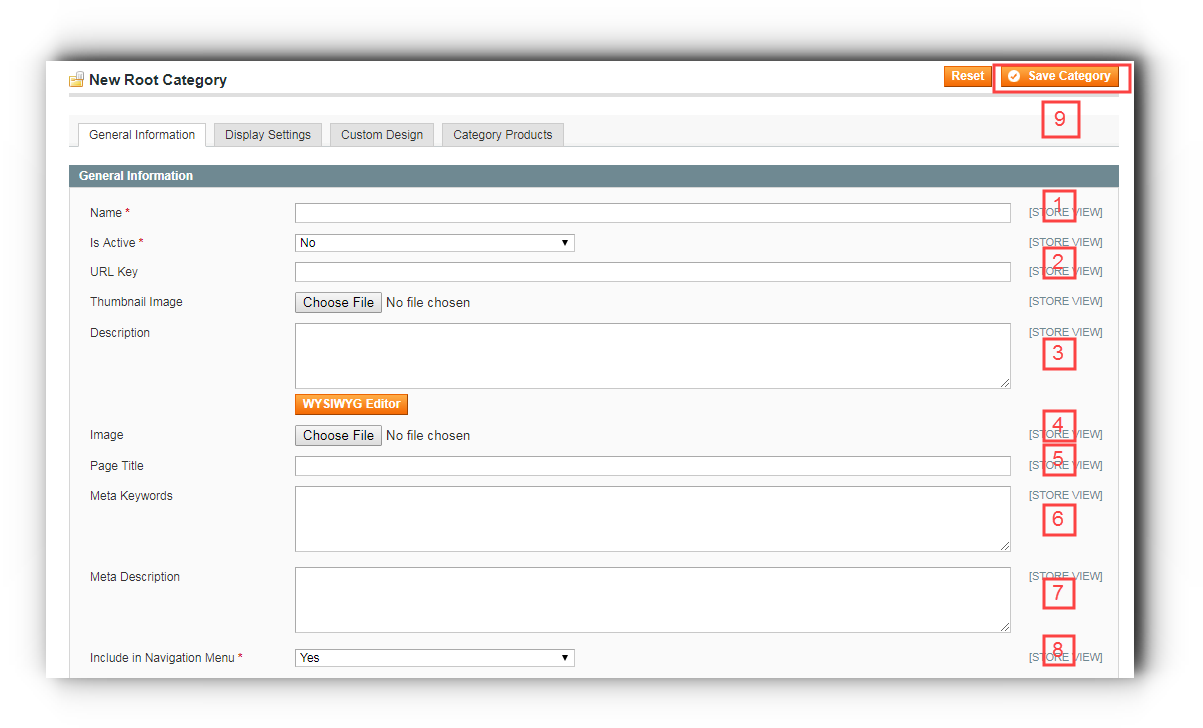 New Root Category Reset Save Category
9
General Information Display Settings Custom Design Category Products
General Information
Name * [STORE VIEW] 1
Is Active * No [STORE VIEW]
URL Key [STORE VIEW] 2
Thumbnail Image Choose File No file chosen [STORE VIEW]
Description [STORE VIEW]
3
WYSIWYG Editor
Image Choose File No file chosen [STORE VIEW] 4
Page Title [STORE VIEW] 5
Meta Keywords [STORE VIEW]
6
Meta Description [STORE VIEW]
7
Include in Navigation Menu * Yes [STORE VIEW] 8